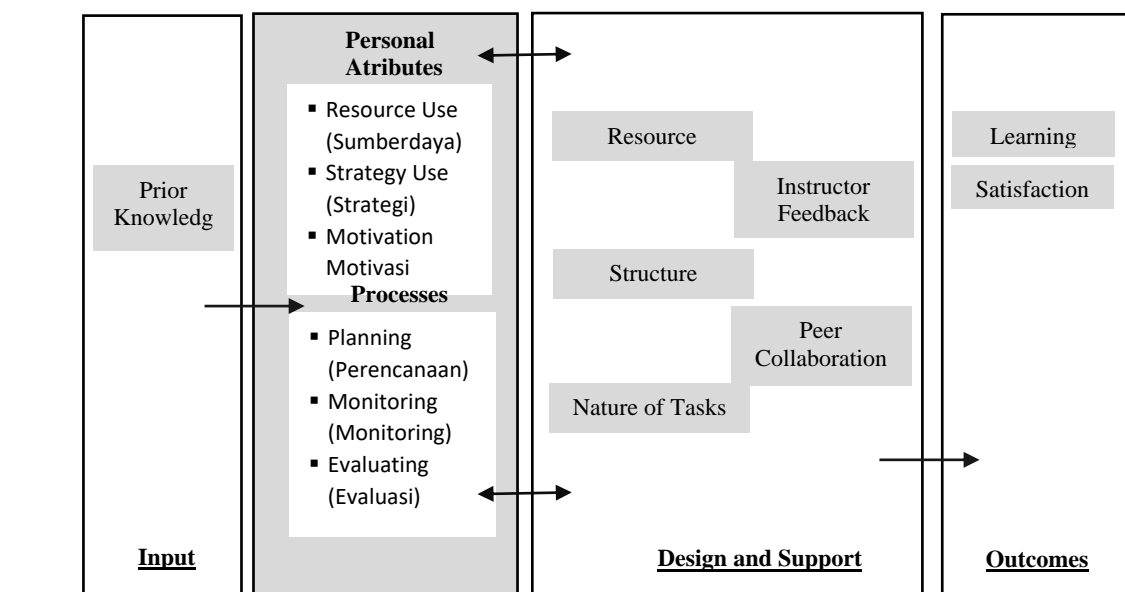 Prior
Knowledg
Input
Personal
Atributes
▪ Resource Use
(Sumberdaya)
▪ Strategy Use
(Strategi)
▪ Motivation
Motivasi
Processes
▪ Planning
(Perencanaan)
▪ Monitoring
(Monitoring)
▪ Evaluating
(Evaluasi)
Resource
Instructor
Feedback
Structure
Peer
Collaboration
Nature of Tasks
Design and Support
Learning
Satisfaction
Outcomes